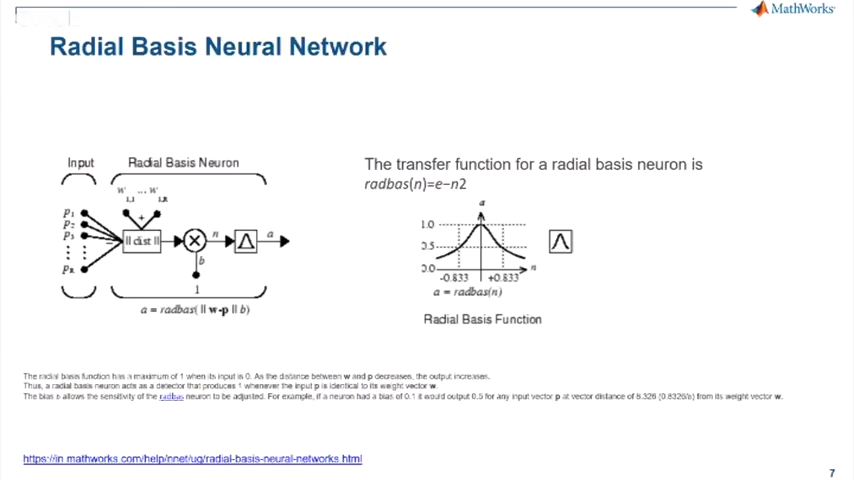 MathWorks
Radial Basis Neural Network
Input Radial Basis Neuron
w 1,1 ... w 1,R
p1
p2
p3
pR
+
|| dist ||
n
a
b
1
a = radbas( || w-p || b)
The transfer function for a radial basis neuron is
radbas(n)=e−n2
a
1.0
0.5
0.0
n
-0.833 +0.833
a = radbas(n)
Radial Basis Function
The radial basis function has a maximum of 1 when its input is 0. As the distance between w and p decreases, the output increases.
Thus, a radial basis neuron acts as a detector that produces 1 whenever the input p is identical to its weight vector w.
The bias b allows the sensitivity of the radbas neuron to be adjusted. For example, if a neuron had a bias of 0.1 it would output 0.5 for any input vector p at vector distance of 8.326 (0.8326/b) from its weight vector w.
https://in.mathworks.com/help/nnet/ug/radial-basis-neural-networks.html
7